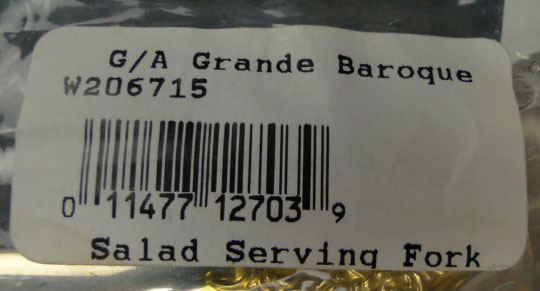 G/A Grande Baroque
W206715
0 11477 12703 9
Salad Serving Fork